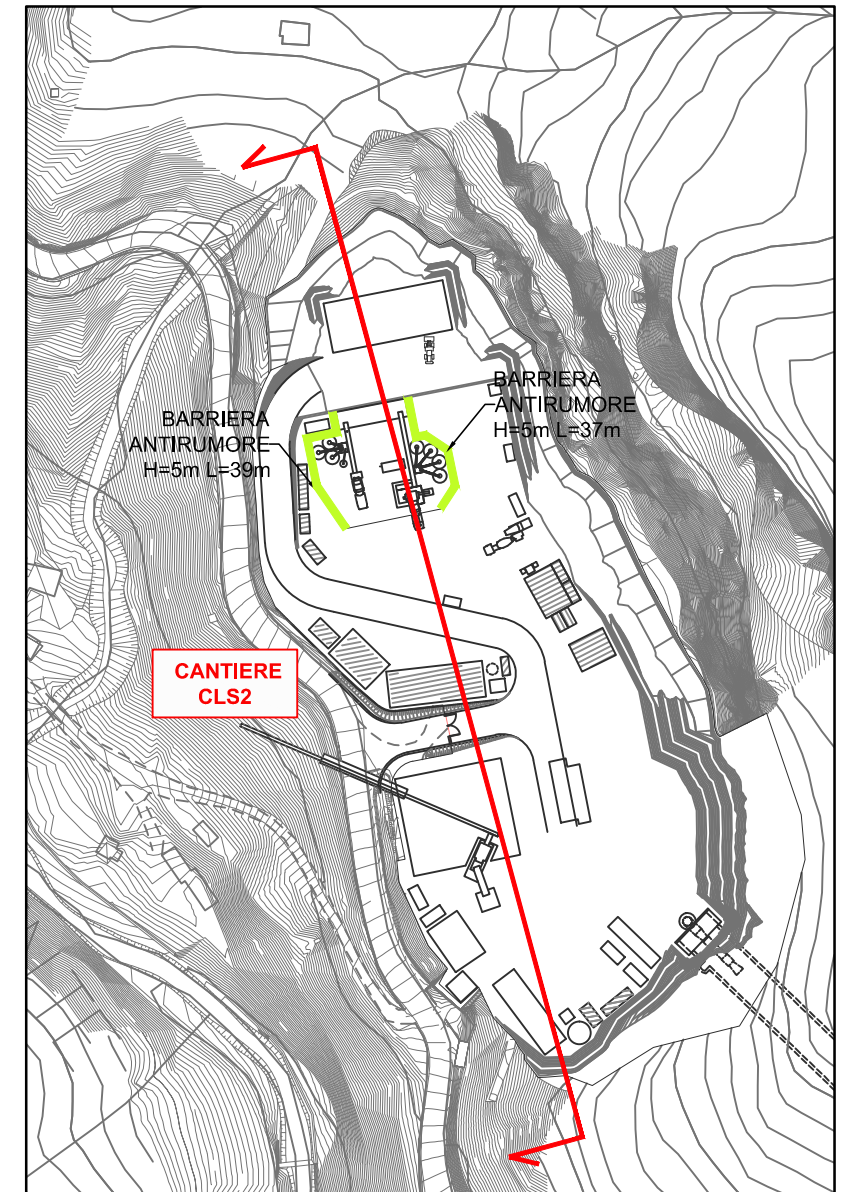 BARRIERA
ANTIRUMORE
H=5m L=37m
BARRIERA
ANTIRUMORE
H=5m L=39m
CANTIERE
CLS2